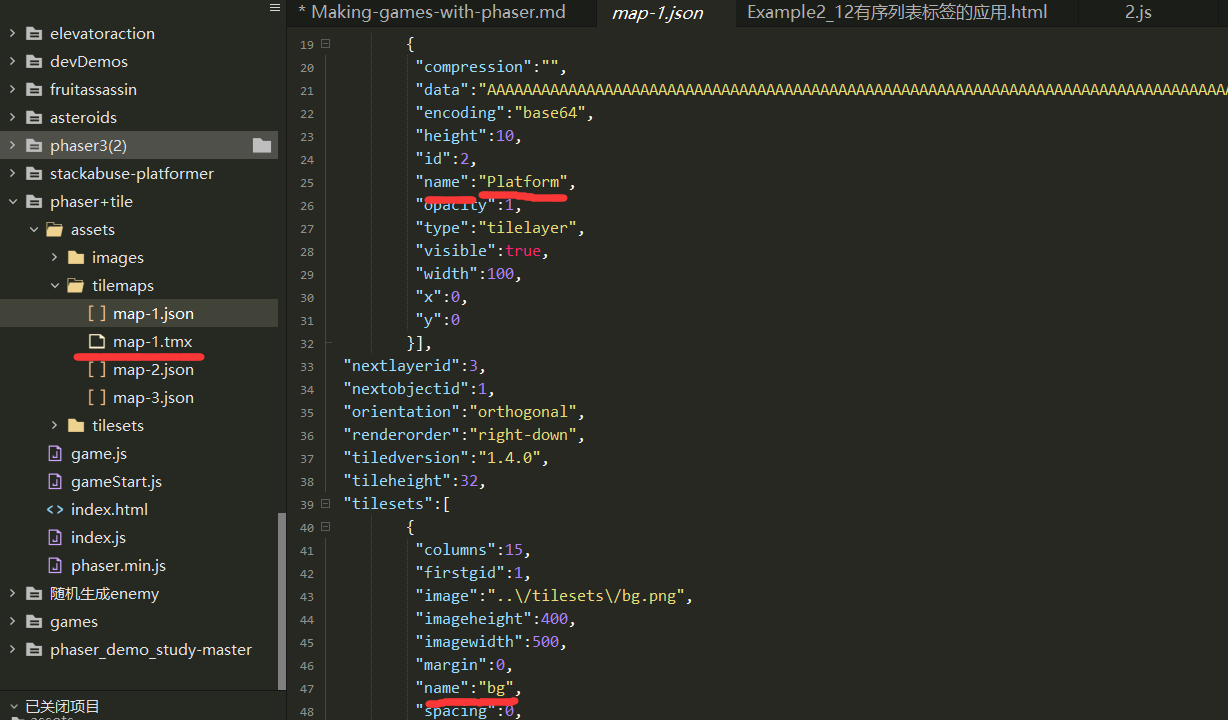 * Making-games-with-phaser.md
map-1.json
Example2_12有序列表标签的应用.html
2.js
elevatoraction
devDemos
fruitassassin
asteroids
phaser3(2)
stackabuse-platformer
phaser+tile
assets
images
tilemaps
[ ] map-1.json
map-1.tmx
[ ] map-2.json
[ ] map-3.json
tilesets
game.js
gameStart.js
<> index.html
index.js
phaser.min.js
随机生成enemy
games
phaser_demo_study-master
已关闭项目
assets
19 {
20 "compression":"",
21
22 "encoding":"base64",
23 "height":10,
24 "id":2,
25 "name":"Platform",
26 "opacity":1,
27 "type":"tilelayer",
28 "visible":true,
29 "width":100,
30 "x":0,
31 "y":0
32 }],
33 "nextlayerid":3,
34 "nextobjectid":1,
35 "orientation":"orthogonal",
36 "renderorder":"right-down",
37 "tiledversion":"1.4.0",
38 "tileheight":32,
39 "tilesets":[
40 {
41 "columns":15,
42 "firstgid":1,
43 "image":"..\/tilesets\/bg.png",
44 "imageheight":400,
45 "imagewidth":500,
46 "margin":0,
47 "name":"bg",
48 "spacing":0,